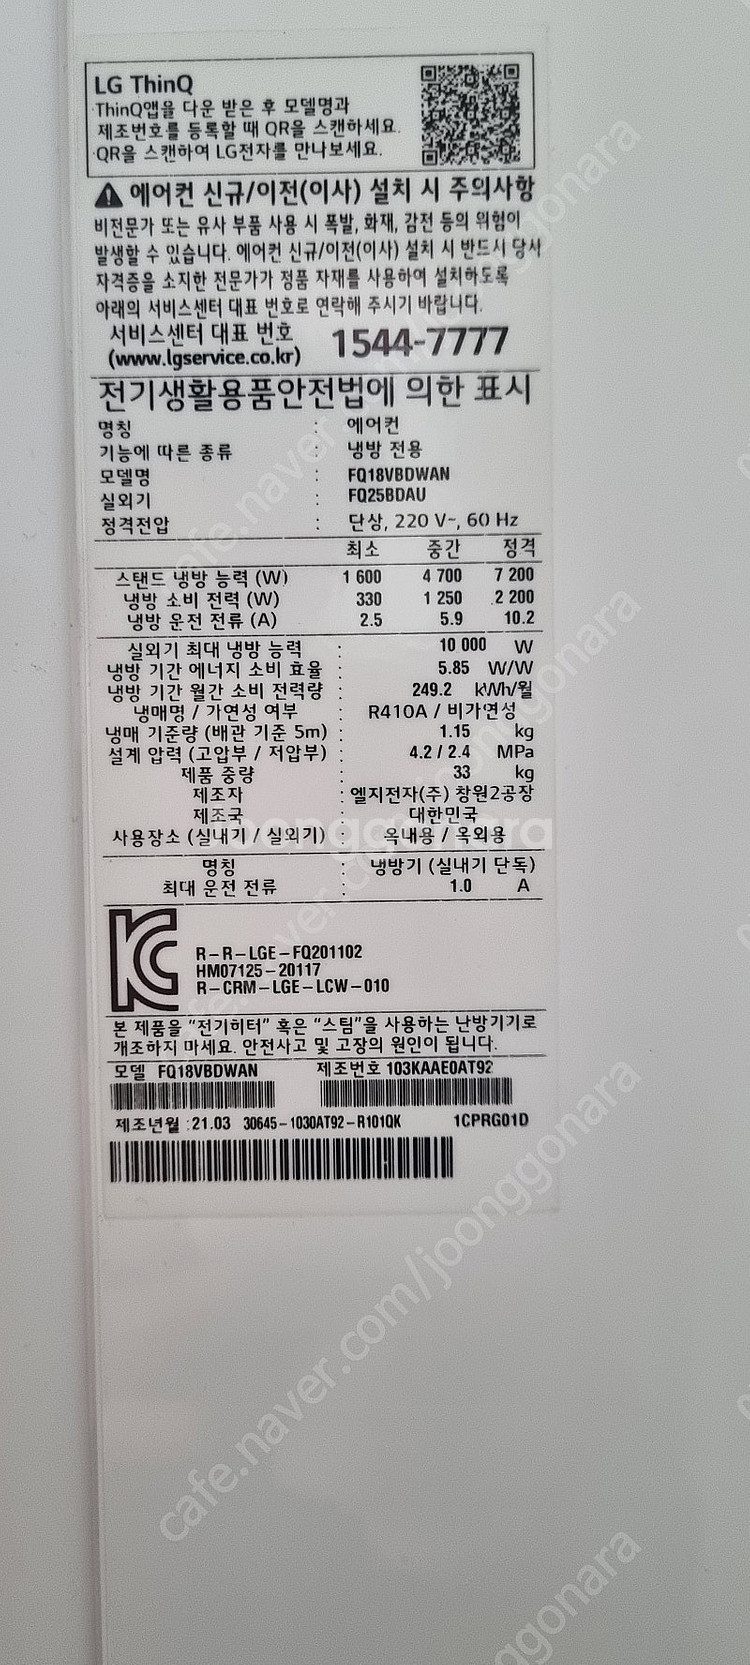 LG ThinQ
ThinQ앱을 다운 받은 후 모델명과
제조번호를 등록할 때 QR을 스캔하세요.
QR을 스캔하여 LG전자를 만나보세요.
에어컨 신규/이전(이사) 설치 시 주의사항
비전문가 또는 유사 부품 사용 시 폭발, 화재, 감전 등의 위험이
발생할 수 있습니다. 에어컨 신규/이전(이사) 설치 시 반드시 당사
자격증을 소지한 전문가가 정품 자재를 사용하여 설치하도록
아래의 서비스센터 대표 번호로 연락해 주시기 바랍니다.
서비스센터 대표 번호 1544-7777
(www.lgservice.co.kr)
전기생활용품안전법에 의한 표시
명칭 : 에어컨
기능에 따른 종류 : 냉방 전용
모델명 : FQ18VBDWAN
실외기 : FQ25BDAU
정격전압 : 단상, 220 V~, 60 Hz
최소 중간 정격
스탠드 냉방 능력 (W) 1 600 4 700 7 200
냉방 소비 전력 (W) 330 1 250 2 200
냉방 운전 전류 (A) 2.5 5.9 10.2
실외기 최대 냉방 능력 : 10 000 W
냉방 기간 에너지 소비 효율 : 5.85 W/W
냉방 기간 월간 소비 전력량 : 249.2 kWh/월
냉매명 / 가연성 여부 : R410A / 비가연성
냉매 기준량 (배관 기준 5m) : 1.15 kg
설계 압력 (고압부 / 저압부) : 4.2 / 2.4 MPa
제품 중량 : 33 kg
제조자 : 엘지전자(주) 창원2공장
제조국 : 대한민국
사용장소 (실내기 / 실외기) : 옥내용 / 옥외용
명칭 : 냉방기 (실내기 단독)
최대 운전 전류 : 1.0 A
R-R-LGE-FQ201102
HM07125-20117
R-CRM-LGE-LCW-010
본 제품을 "전기히터" 혹은 "스팀"을 사용하는 난방기기로
개조하지 마세요. 안전사고 및 고장의 원인이 됩니다.
모델 FQ18VBDWAN 제조번호 103KAAE0AT92
제조년월 : 21.03 30645-1030AT92-R101QK 1CPRG01D
joonggonara
cafe.naver.com/joonggonara